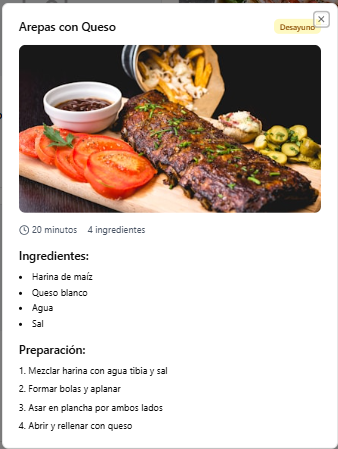 Arepas con Queso
Desayuno
20 minutos 4 ingredientes
Ingredientes:
Harina de maíz
Queso blanco
Agua
Sal
Preparación:
1. Mezclar harina con agua tibia y sal
2. Formar bolas y aplanar
3. Asar en plancha por ambos lados
4. Abrir y rellenar con queso